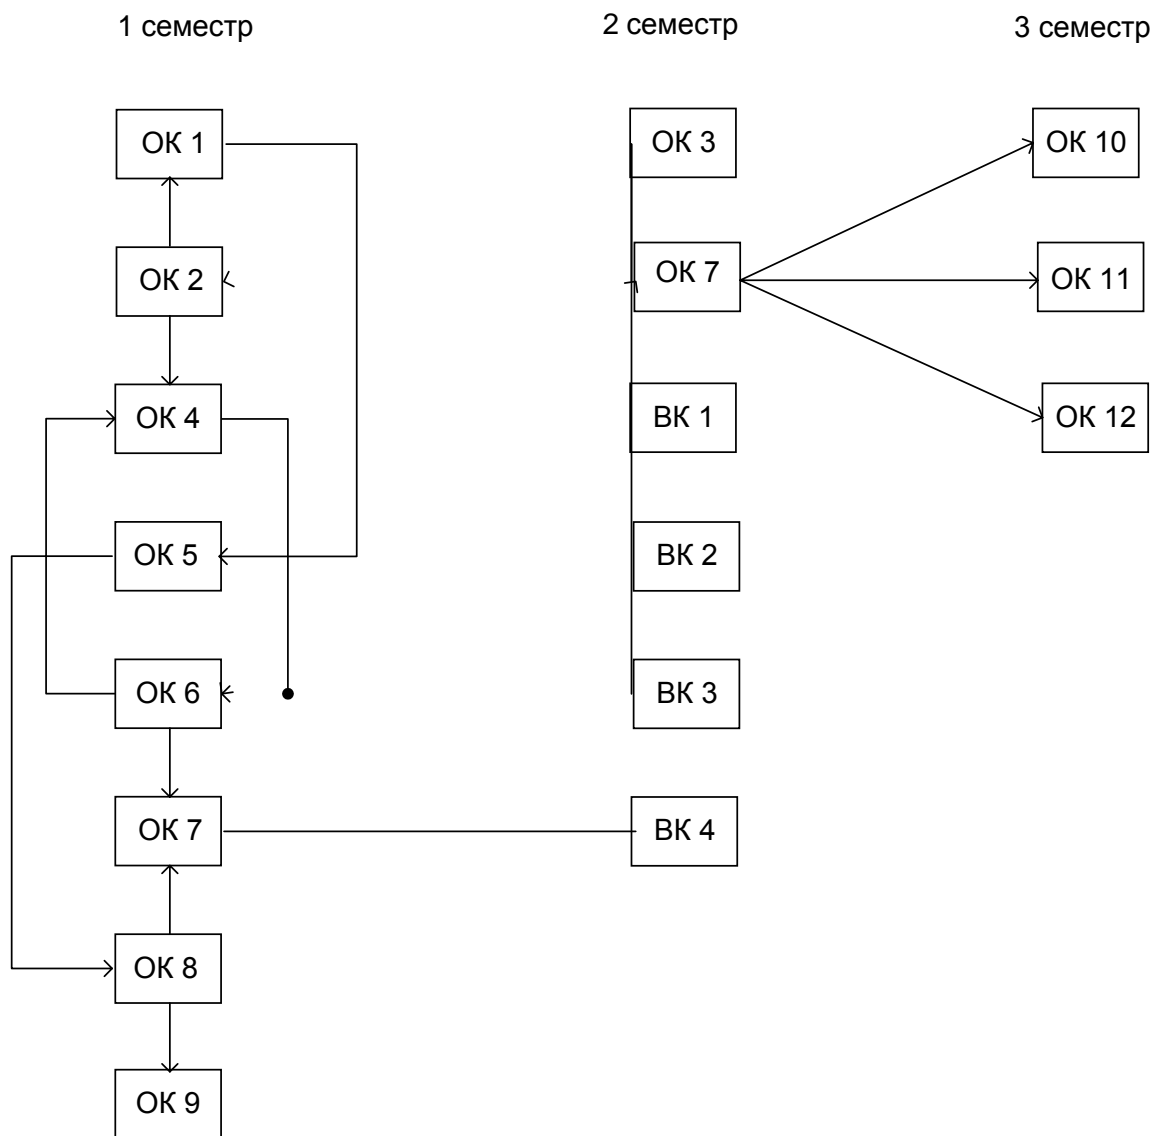 1 семестр
2 семестр
3 семестр
ОК 1
ОК 3
ОК 10
ОК 2
ОК 7
ОК 11
ОК 4
ВК 1
ОК 12
ОК 5
ВК 2
ОК 6
ВК 3
ОК 7
ВК 4
ОК 8
ОК 9